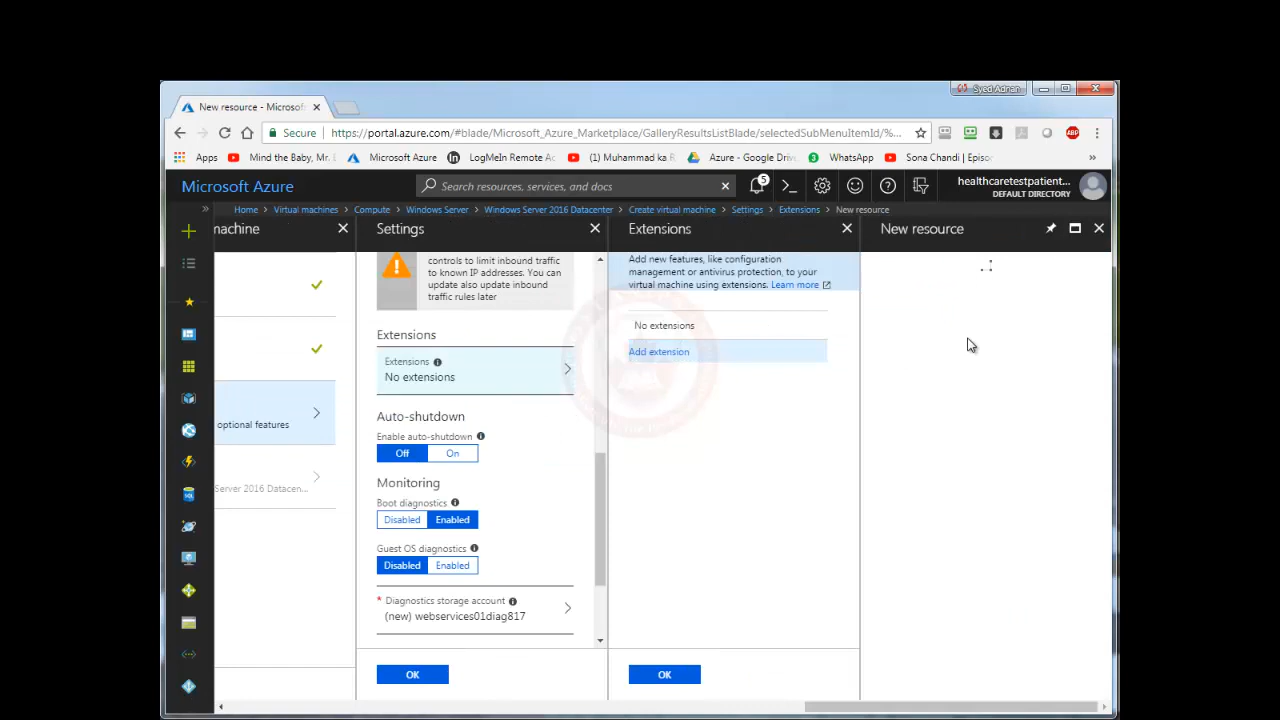 Syed Adnan
New resource - Microsof
Secure
https://portal.azure.com/#blade/Microsoft_Azure_Marketplace/GalleryResultsListBlade/selectedSubMenuItemId/%...
Apps
Mind the Baby, Mr.
Microsoft Azure
LogMeIn Remote Ac
(1) Muhammad ka R
Azure - Google Driv
WhatsApp
Sona Chandi | Episo
»
Microsoft Azure
Search resources, services, and docs
5
healthcaretestpatient...
DEFAULT DIRECTORY
Home > Virtual machines > Compute > Windows Server > Windows Server 2016 Datacenter > Create virtual machine > Settings > Extensions > New resource
machine
Settings
Extensions
New resource
controls to limit inbound traffic
to known IP addresses. You can
update also update inbound
traffic rules later
Add new features, like configuration
management or antivirus protection, to your
virtual machine using extensions. Learn more
No extensions
Add extension
Extensions
Extensions
No extensions
optional features
Server 2016 Datacen...
Auto-shutdown
Enable auto-shutdown
Off On
Monitoring
Boot diagnostics
Disabled Enabled
Guest OS diagnostics
Disabled Enabled
* Diagnostics storage account
(new) webservices01diag817
OK
OK